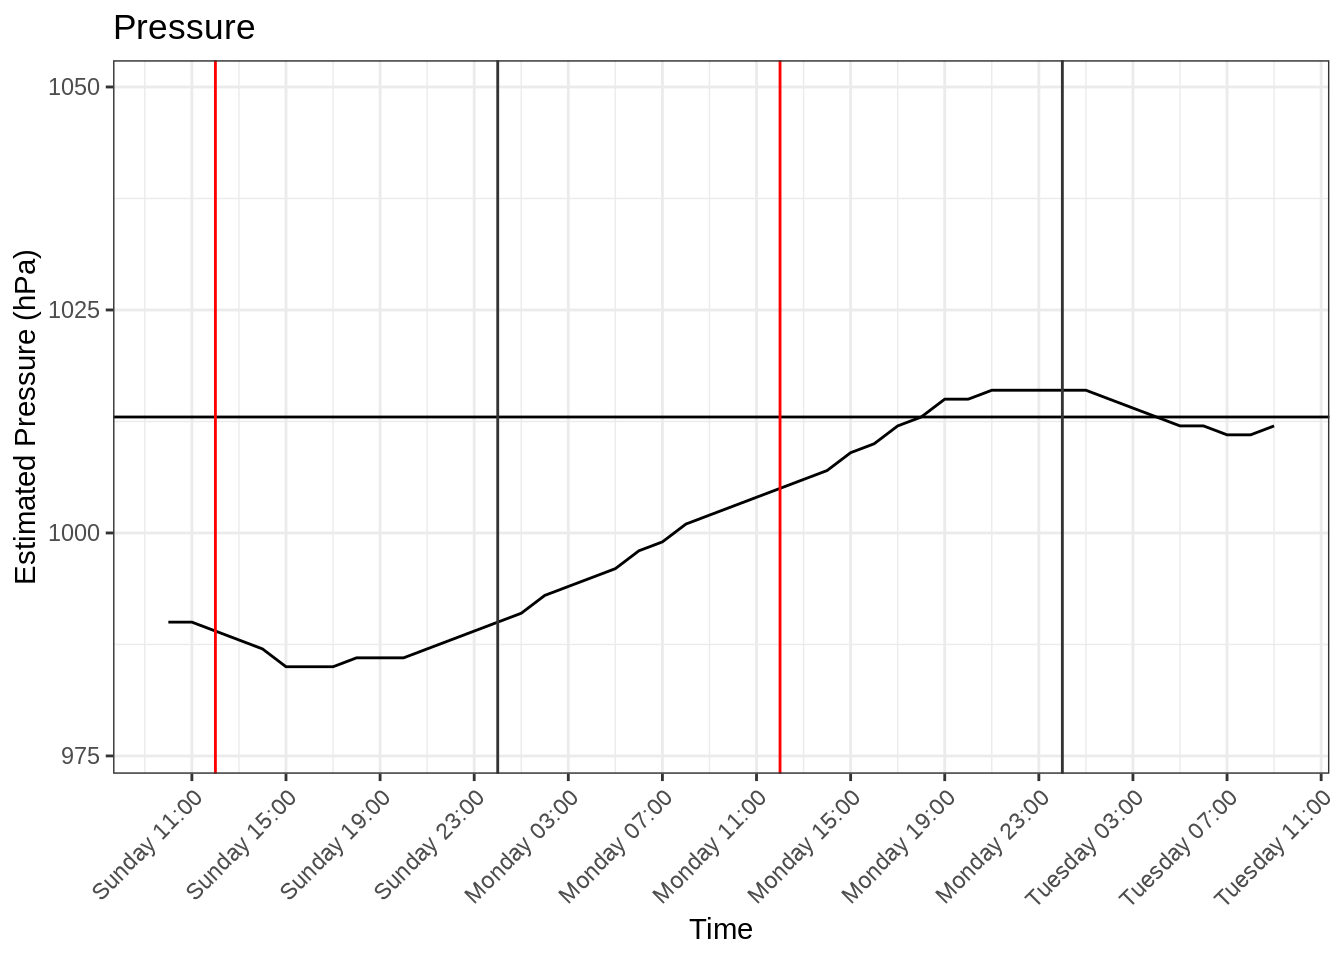 Pressure
Estimated Pressure (hPa)
1050
1025
1000
975
Sunday 11:00
Sunday 15:00
Sunday 19:00
Sunday 23:00
Monday 03:00
Monday 07:00
Monday 11:00
Monday 15:00
Monday 19:00
Monday 23:00
Tuesday 03:00
Tuesday 07:00
Tuesday 11:00
Time